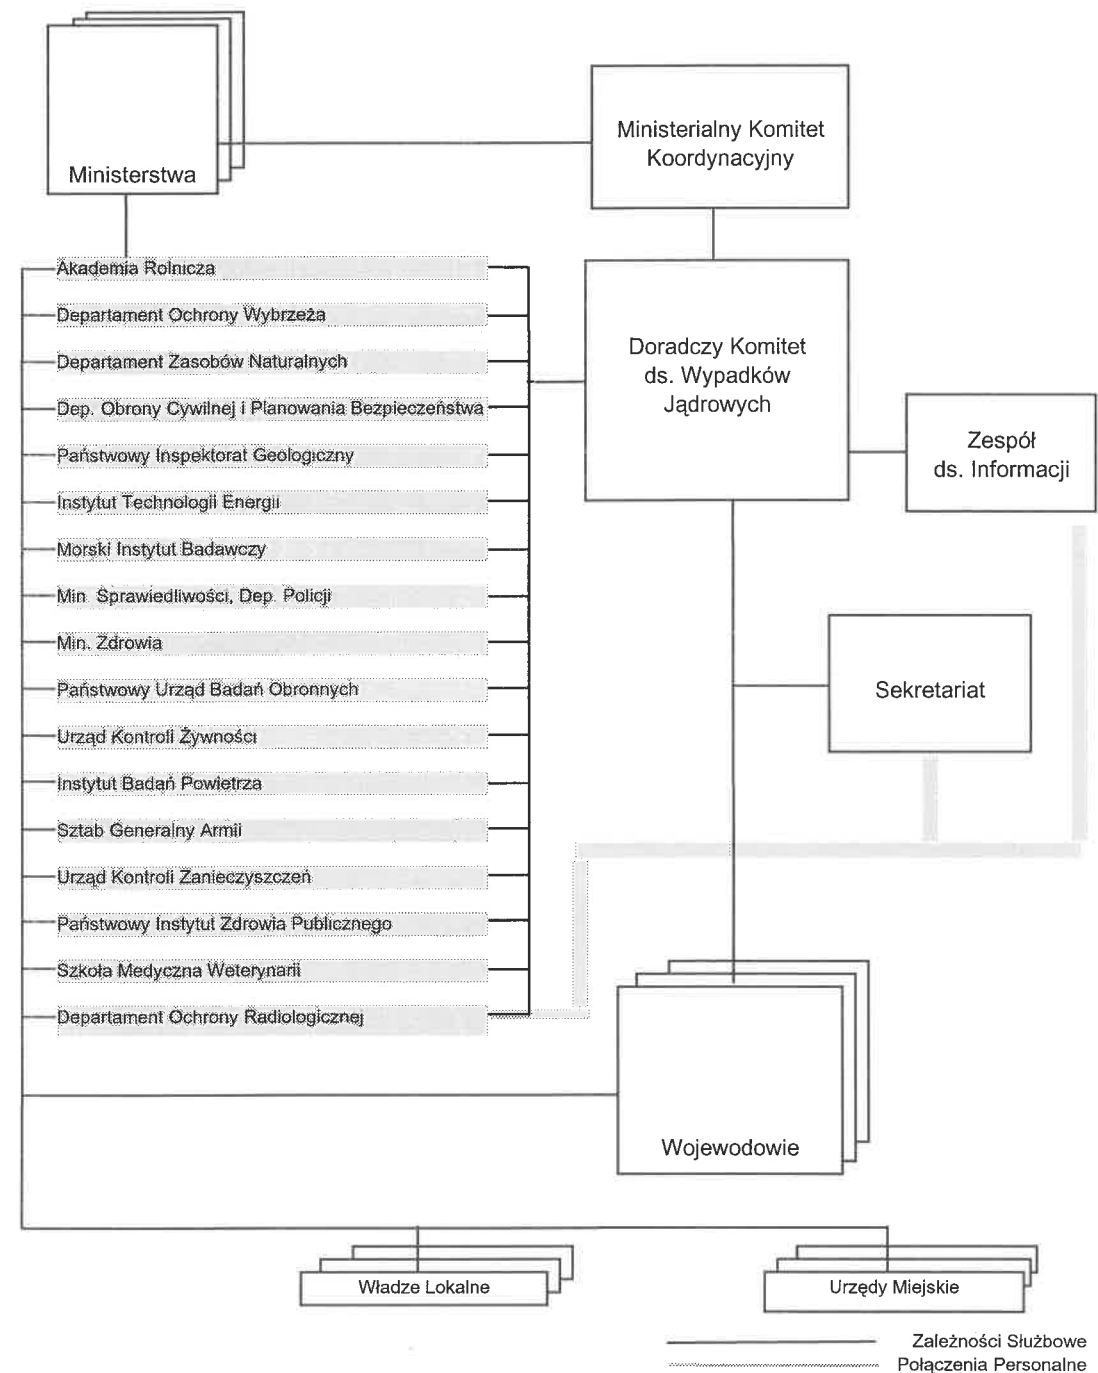 Ministerstwa
Ministerialny Komitet
Koordynacyjny
Akademia Rolnicza
Departament Ochrony Wybrzeża
Departament Zasobów Naturalnych
Dep. Obrony Cywilnej i Planowania Bezpieczeństwa
Państwowy Inspektorat Geologiczny
Instytut Technologii Energii
Morski Instytut Badawczy
Min. Sprawiedliwości, Dep. Policji
Min. Zdrowia
Państwowy Urząd Badań Obronnych
Urząd Kontroli Żywności
Instytut Badań Powietrza
Sztab Generalny Armii
Urząd Kontroli Zanieczyszczeń
Państwowy Instytut Zdrowia Publicznego
Szkoła Medyczna Weterynarii
Departament Ochrony Radiologicznej
Doradczy Komitet
ds. Wypadków
Jądrowych
Zespół
ds. Informacji
Sekretariat
Wojewodowie
Władze Lokalne
Urzędy Miejskie
Zależności Służbowe
Połączenia Personalne